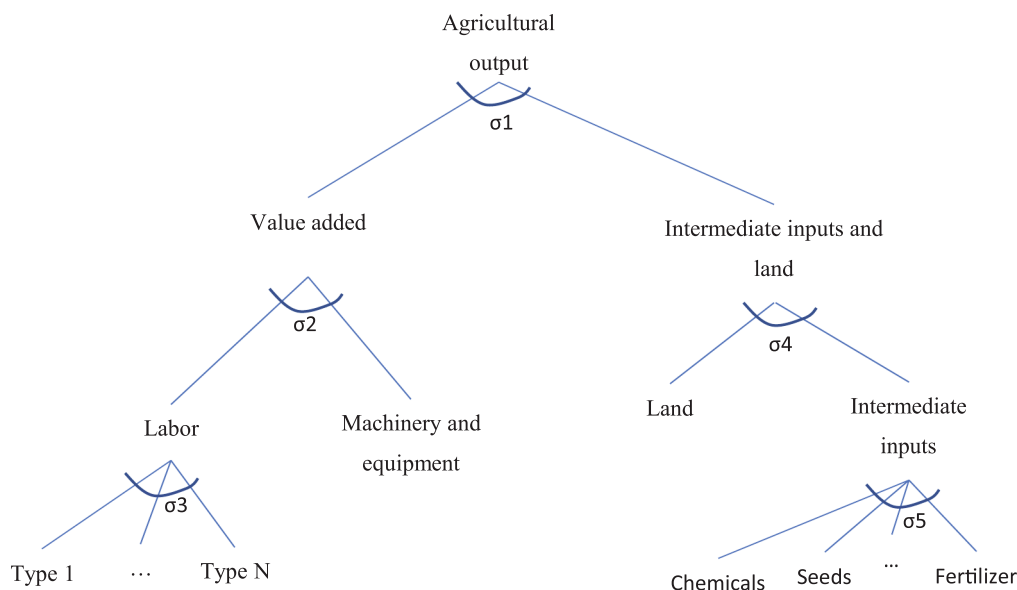 Agricultural
output
σ1
Value added
Intermediate inputs and
land
σ2
σ4
Labor
Machinery and
equipment
Land
Intermediate
inputs
σ3
σ5
Type 1
…
Type N
Chemicals
Seeds
…
Fertilizer